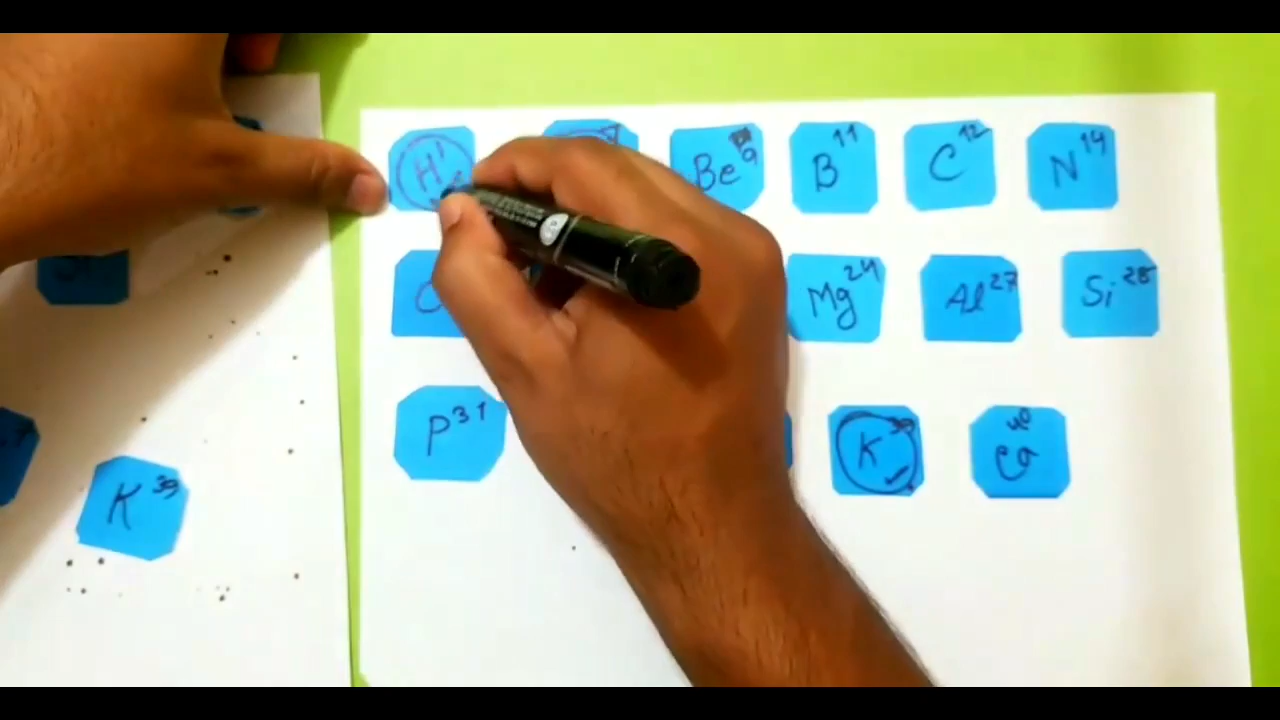 H¹ Be⁹ B¹¹ C¹² N¹⁴
Mg²⁴ Al²⁷ Si²⁸
P³¹ K³⁹ Ca⁴⁰
K³⁹